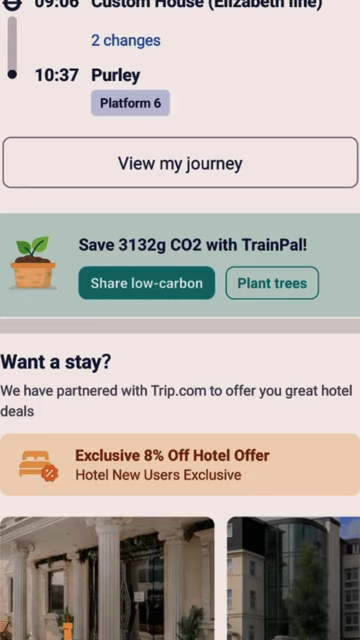 09:06 Custom House (Elizabeth line)
2 changes
10:37 Purley
Platform 6
View my journey
Save 3132g CO2 with TrainPal!
Share low-carbon
Plant trees
Want a stay?
We have partnered with Trip.com to offer you great hotel
deals
Exclusive 8% Off Hotel Offer
Hotel New Users Exclusive